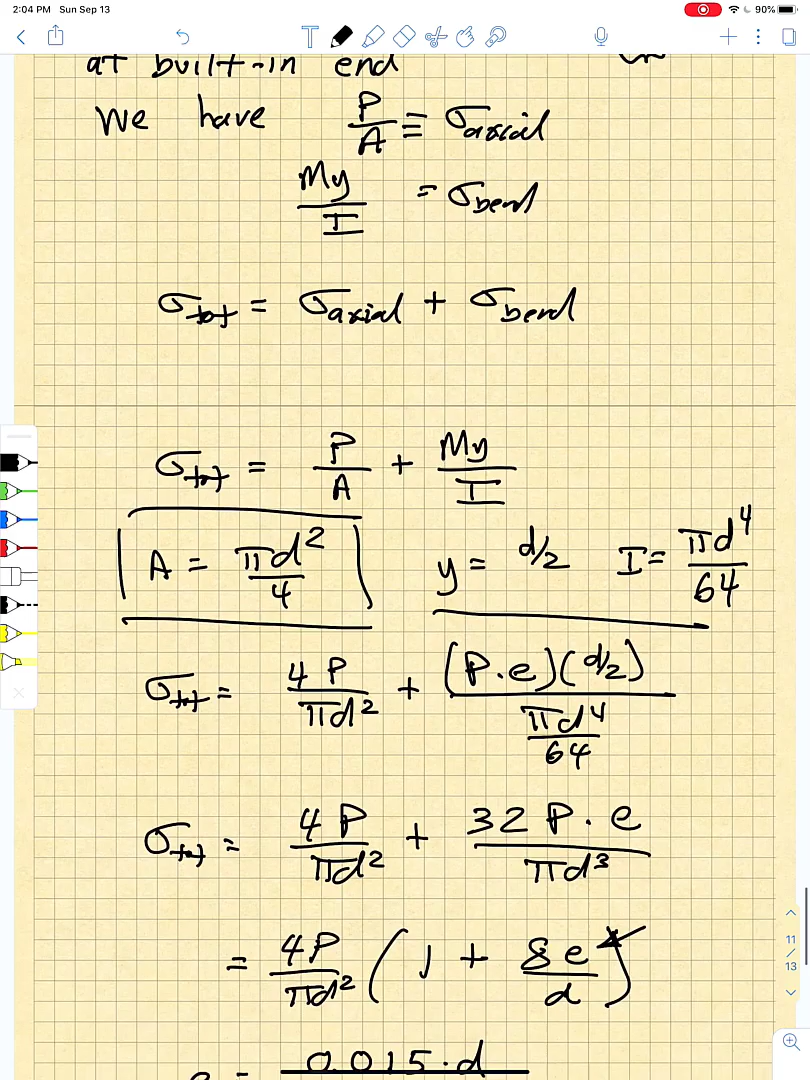 2:04 PM Sun Sep 13 90%
at built-in end
We have P/A ≡ σaxial
My/I = σbend
σtot = σaxial + σbend
σtot = P/A + My/I
A = πd²/4 y = d/2 I = πd⁴/64
σtot = 4P/πd² + (P·e)(d/2)/(πd⁴/64)
σtot = 4P/πd² + 32P·e/πd³
= 4P/πd² (1 + 8e/d)
11/13
0.015·d